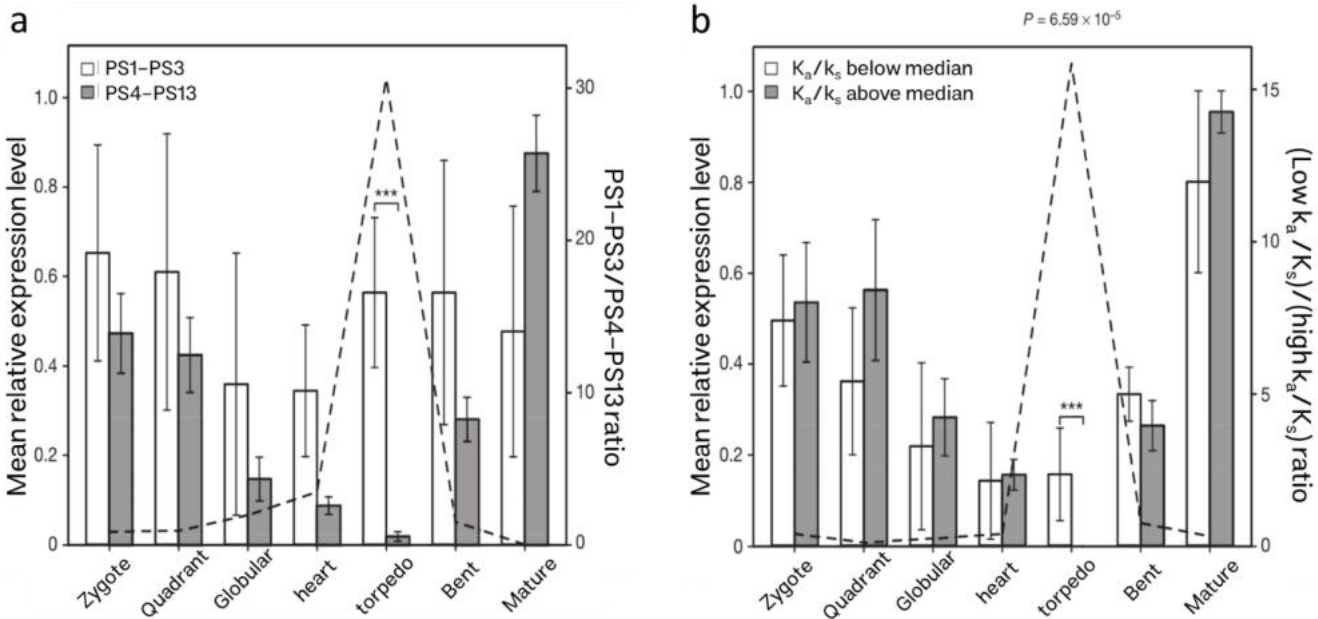 a
PS1–PS3
PS4–PS13
Mean relative expression level
1.0
0.8
0.6
0.4
0.2
0
30
20
10
0
PS1–PS3/PS4–PS13 ratio
***
Zygote
Quadrant
Globular
heart
torpedo
Bent
Mature
b
P = 6.59 × 10⁻⁵
Kₐ/kₛ below median
Kₐ/kₛ above median
Mean relative expression level
1.0
0.8
0.6
0.4
0.2
0
15
10
5
0
(Low kₐ/Kₛ)/(high kₐ/Kₛ) ratio
***
Zygote
Quadrant
Globular
heart
torpedo
Bent
Mature